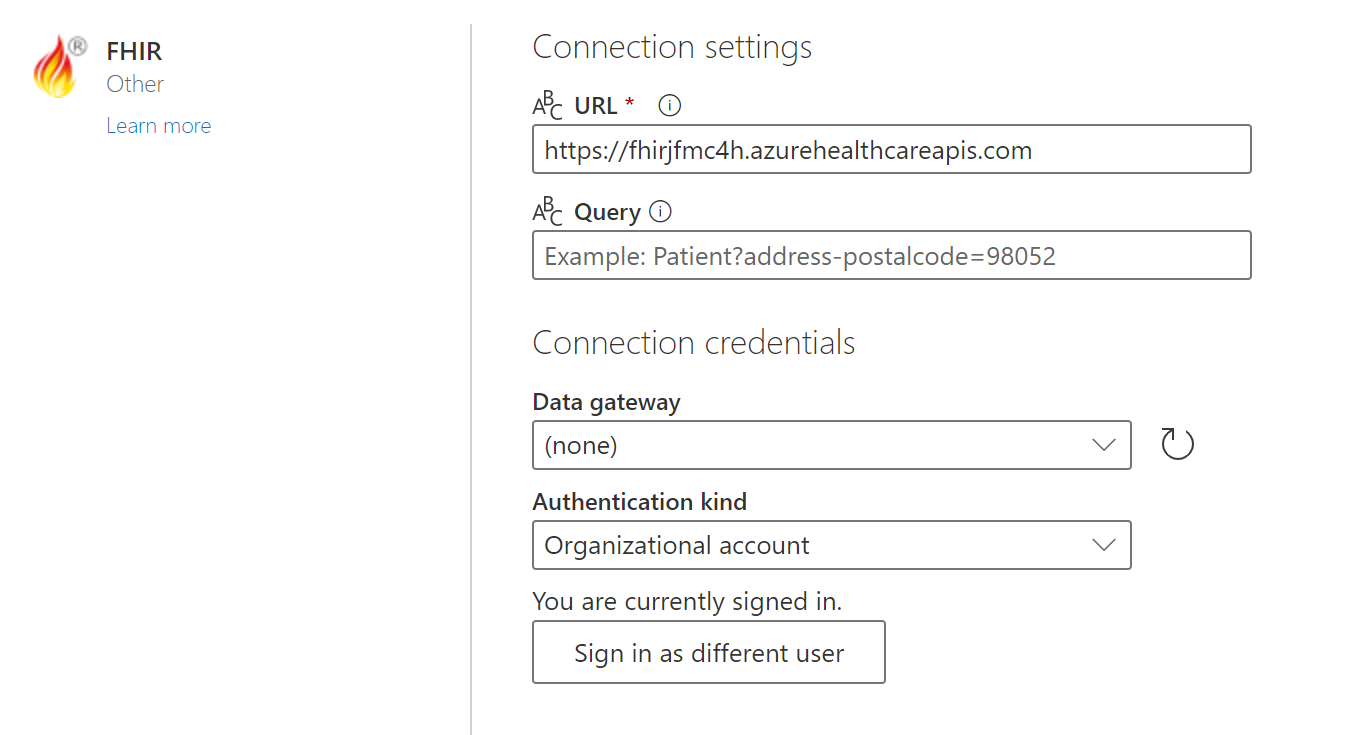 FHIR
Other
Learn more
Connection settings
ABC URL *
https://fhirjfmc4h.azurehealthcareapis.com
ABC Query
Example: Patient?address-postalcode=98052
Connection credentials
Data gateway
(none)
Authentication kind
Organizational account
You are currently signed in.
Sign in as different user